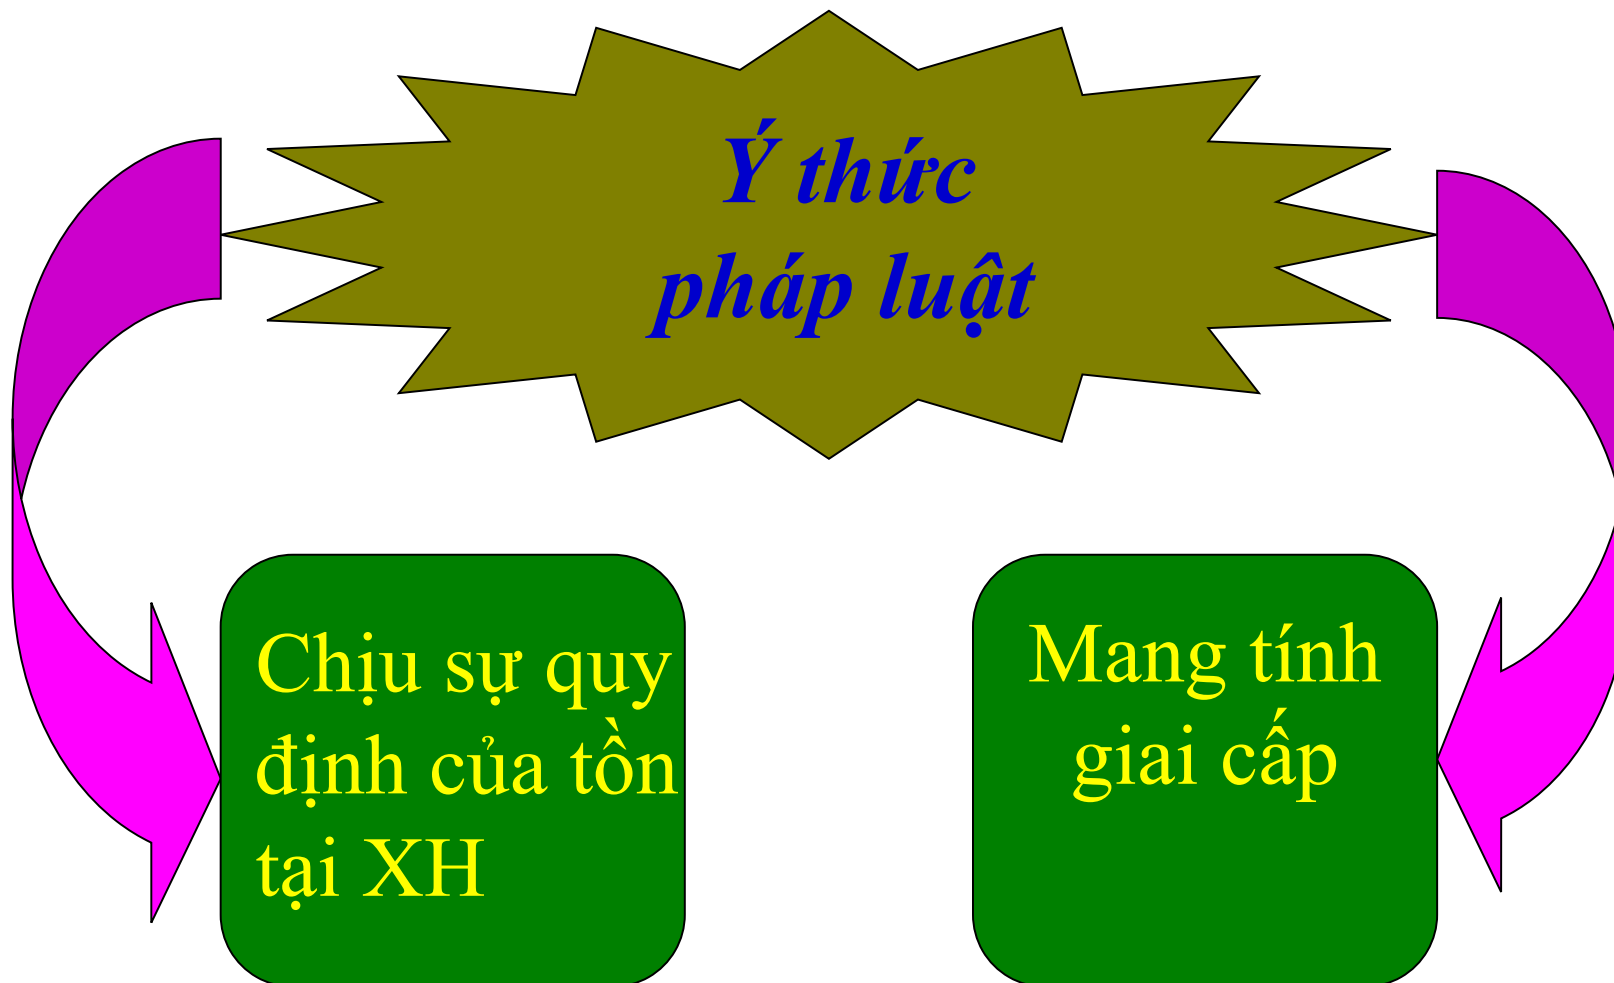 Ý thức
pháp luật
Chịu sự quy
định của tồn
tại XH
Mang tính
giai cấp